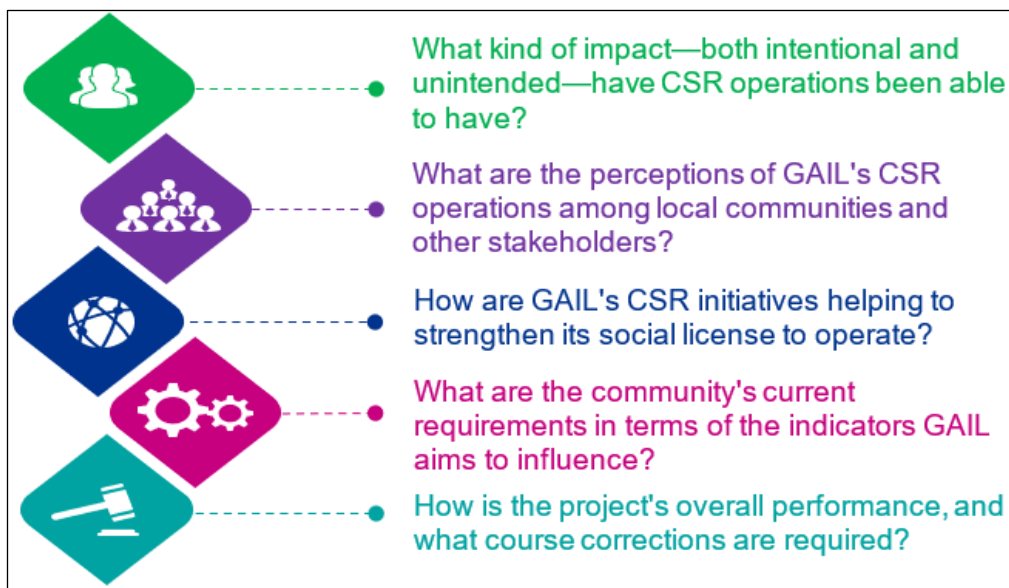 What kind of impact—both intentional and
unintended—have CSR operations been able
to have?
What are the perceptions of GAIL's CSR
operations among local communities and
other stakeholders?
How are GAIL's CSR initiatives helping to
strengthen its social license to operate?
What are the community's current
requirements in terms of the indicators GAIL
aims to influence?
How is the project's overall performance, and
what course corrections are required?